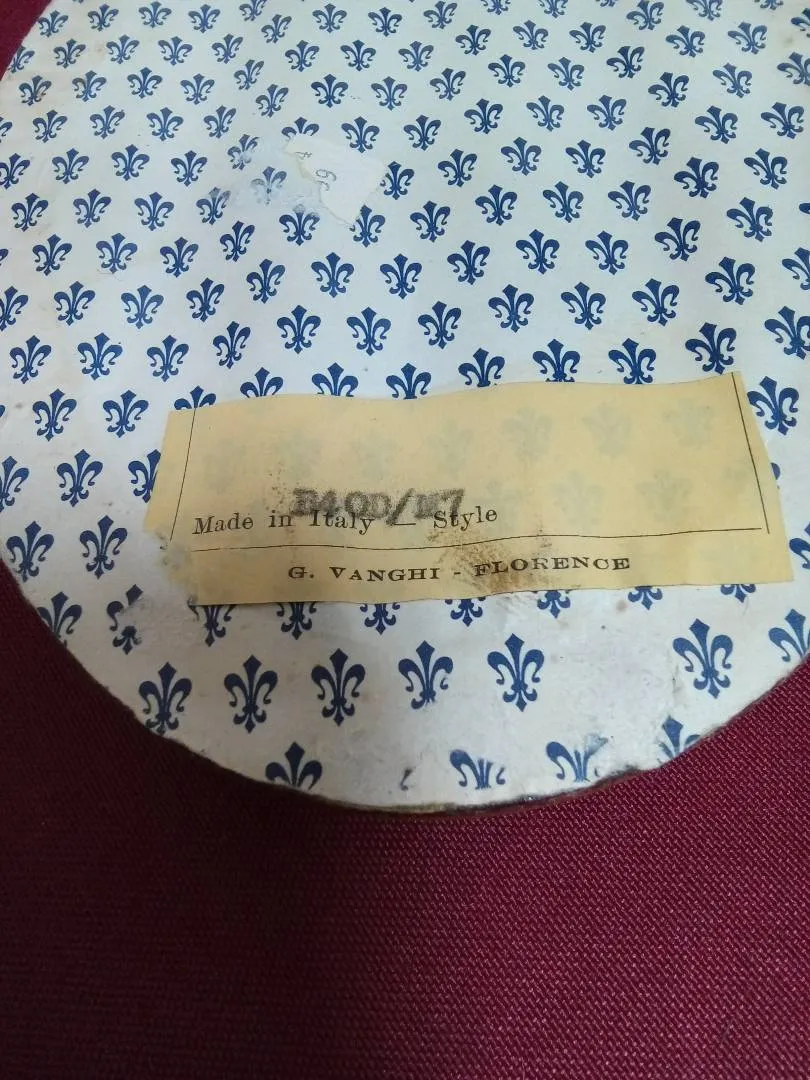 Made in Italy — Style
G. VANGHI - FLORENCE